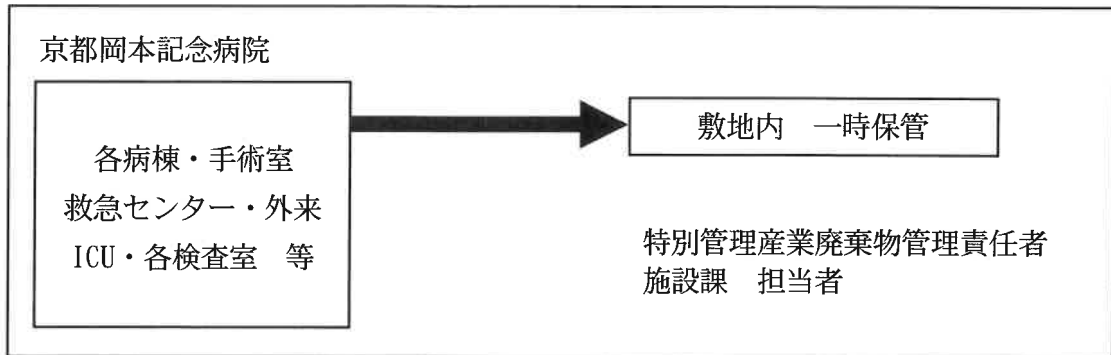 京都岡本記念病院
各病棟・手術室
救急センター・外来
ICU・各検査室　等
敷地内　一時保管
特別管理産業廃棄物管理責任者
施設課　担当者